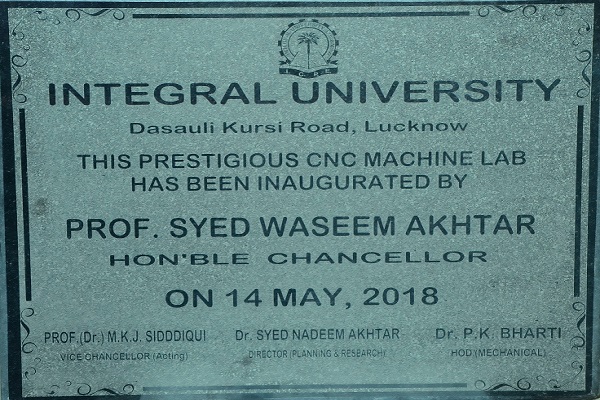 INTEGRAL UNIVERSITY
Dasauli Kursi Road, Lucknow
THIS PRESTIGIOUS CNC MACHINE LAB
HAS BEEN INAUGURATED BY
PROF. SYED WASEEM AKHTAR
HON'BLE CHANCELLOR
ON 14 MAY, 2018
PROF.(Dr.) M.K.J. SIDDDIQUI Dr. SYED NADEEM AKHTAR Dr. P.K. BHARTI
VICE CHANCELLOR (Acting) DIRECTOR (PLANNING & RESEARCH) HOD (MECHANICAL)